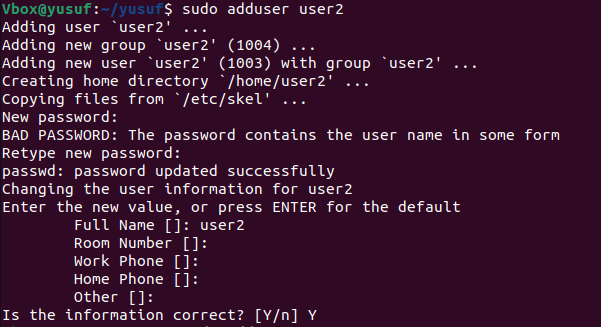 Vbox@yusuf:~/yusuf$ sudo adduser user2
Adding user `user2' ...
Adding new group `user2' (1004) ...
Adding new user `user2' (1003) with group `user2' ...
Creating home directory `/home/user2' ...
Copying files from `/etc/skel' ...
New password:
BAD PASSWORD: The password contains the user name in some form
Retype new password:
passwd: password updated successfully
Changing the user information for user2
Enter the new value, or press ENTER for the default
Full Name []: user2
Room Number []:
Work Phone []:
Home Phone []:
Other []:
Is the information correct? [Y/n] Y